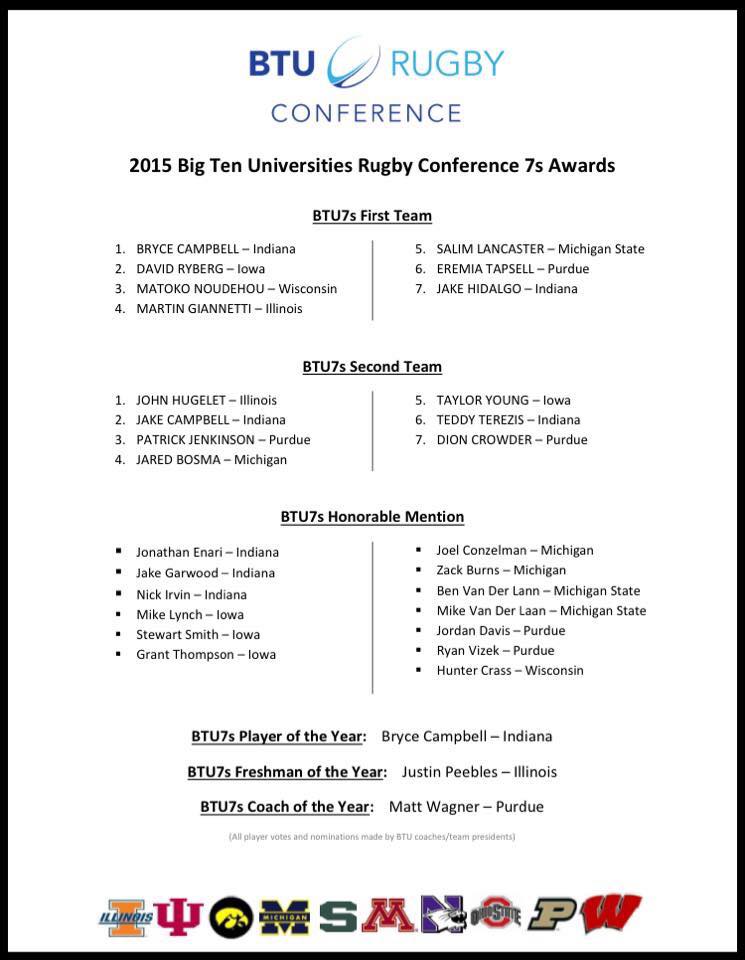 BTU RUGBY
CONFERENCE
2015 Big Ten Universities Rugby Conference 7s Awards
BTU7s First Team
1. BRYCE CAMPBELL – Indiana
2. DAVID RYBERG – Iowa
3. MATOKO NOUDEHOU – Wisconsin
4. MARTIN GIANNETTI – Illinois
5. SALIM LANCASTER – Michigan State
6. EREMIA TAPSELL – Purdue
7. JAKE HIDALGO – Indiana
BTU7s Second Team
1. JOHN HUGELET – Illinois
2. JAKE CAMPBELL – Indiana
3. PATRICK JENKINSON – Purdue
4. JARED BOSMA – Michigan
5. TAYLOR YOUNG – Iowa
6. TEDDY TEREZIS – Indiana
7. DION CROWDER – Purdue
BTU7s Honorable Mention
▪ Jonathan Enari – Indiana
▪ Jake Garwood – Indiana
▪ Nick Irvin – Indiana
▪ Mike Lynch – Iowa
▪ Stewart Smith – Iowa
▪ Grant Thompson – Iowa
▪ Joel Conzelman – Michigan
▪ Zack Burns – Michigan
▪ Ben Van Der Lann – Michigan State
▪ Mike Van Der Laan – Michigan State
▪ Jordan Davis – Purdue
▪ Ryan Vizek – Purdue
▪ Hunter Crass – Wisconsin
BTU7s Player of the Year: Bryce Campbell – Indiana
BTU7s Freshman of the Year: Justin Peebles – Illinois
BTU7s Coach of the Year: Matt Wagner – Purdue
(All player votes and nominations made by BTU coaches/team presidents)
ILLINOIS IU M MICHIGAN S M N OHIO STATE P W